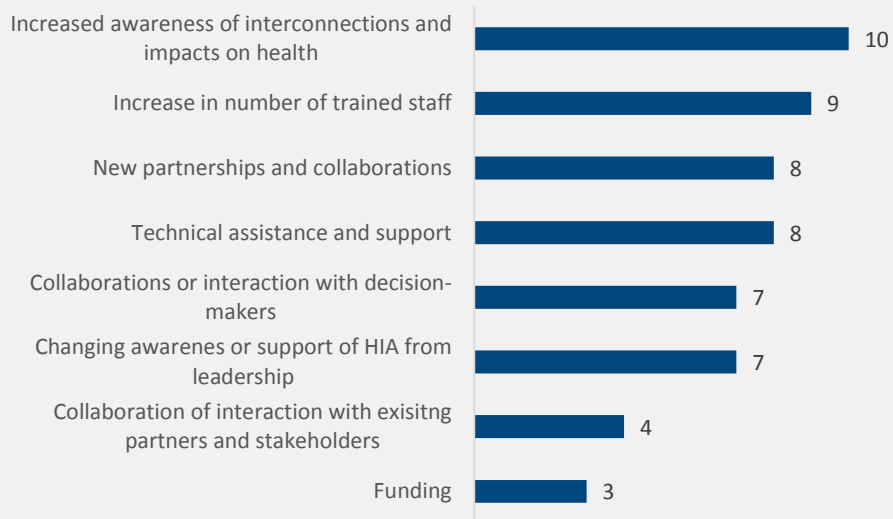 Increased awareness of interconnections and
impacts on health
10
Increase in number of trained staff
9
New partnerships and collaborations
8
Technical assistance and support
8
Collaborations or interaction with decision-
makers
7
Changing awarenes or support of HIA from
leadership
7
Collaboration of interaction with exisitng
partners and stakeholders
4
Funding
3